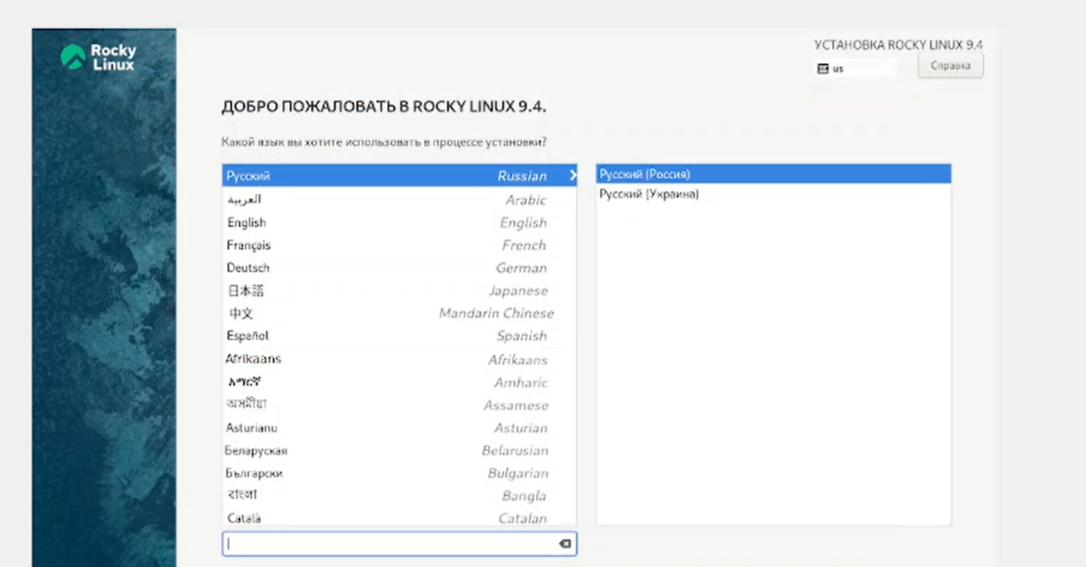 Rocky
Linux
УСТАНОВКА ROCKY LINUX 9.4
us
Справка
ДОБРО ПОЖАЛОВАТЬ В ROCKY LINUX 9.4.
Какой язык вы хотите использовать в процессе установки?
Русский Russian
العربية Arabic
English English
Français French
Deutsch German
日本語 Japanese
中文 Mandarin Chinese
Español Spanish
Afrikaans Afrikaans
አማርኛ Amharic
অসমীয়া Assamese
Asturianu Asturian
Беларуская Belarusian
Български Bulgarian
বাংলা Bangla
Català Catalan
Русский (Россия)
Русский (Украина)